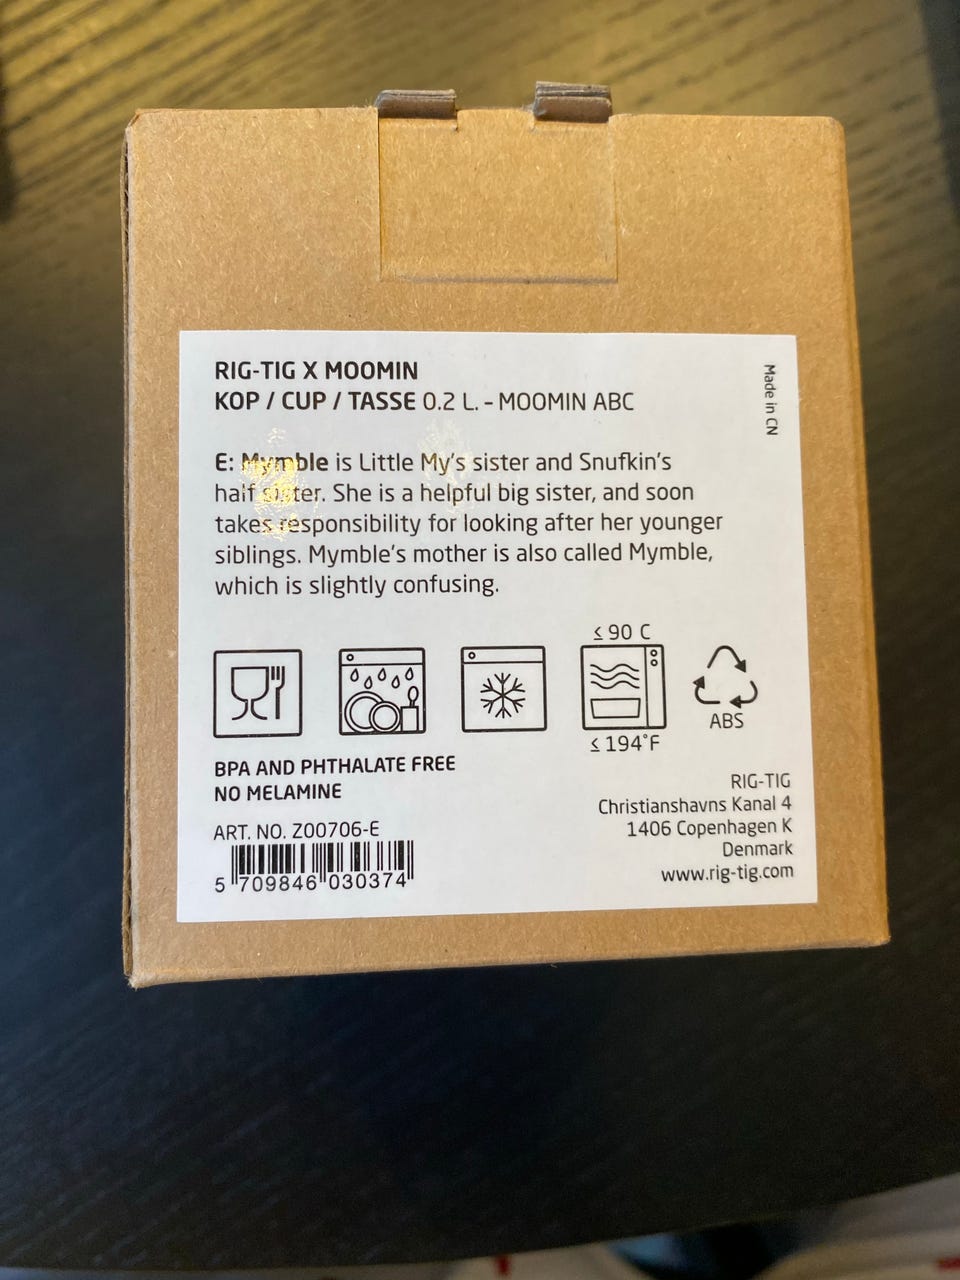 RIG-TIG X MOOMIN
KOP / CUP / TASSE 0.2 L. – MOOMIN ABC
Made in CN
E: Mymble is Little My's sister and Snufkin's
half sister. She is a helpful big sister, and soon
takes responsibility for looking after her younger
siblings. Mymble's mother is also called Mymble,
which is slightly confusing.
≤ 90 C
≤ 194°F
ABS
BPA AND PHTHALATE FREE
NO MELAMINE
ART. NO. Z00706-E
5 709846 030374
RIG-TIG
Christianshavns Kanal 4
1406 Copenhagen K
Denmark
www.rig-tig.com